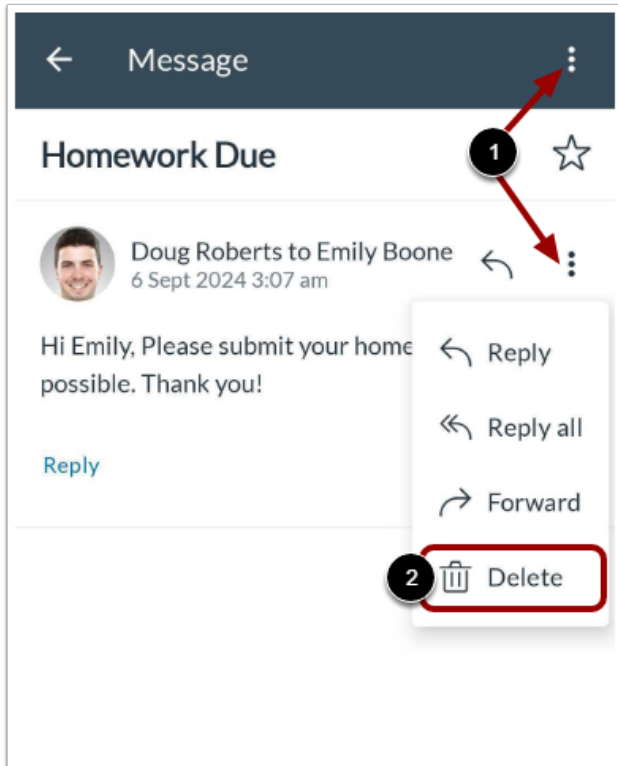 Message
1
Homework Due
Doug Roberts to Emily Boone
6 Sept 2024 3:07 am
Hi Emily, Please submit your home
possible. Thank you!
Reply
Reply
Reply all
Forward
2
Delete